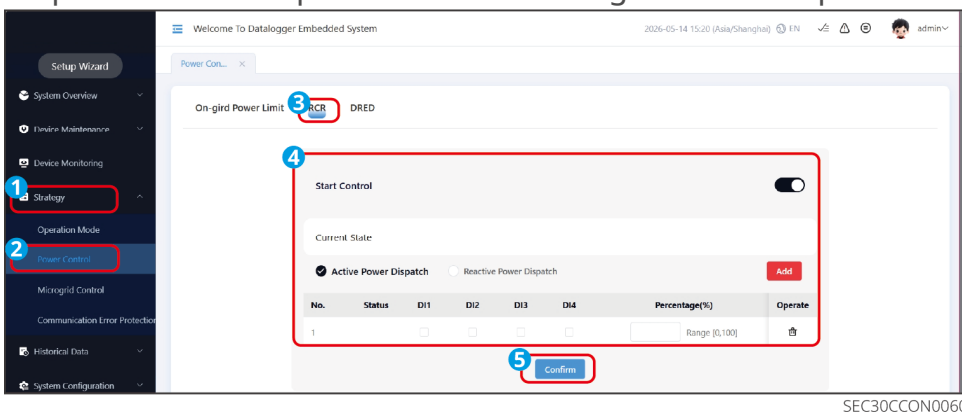 Welcome To Datalogger Embedded System
2026-05-14 15:20 (Asia/Shanghai) EN admin
Setup Wizard
Power Con... ×
System Overview
On-gird Power Limit 3 RCR DRED
Device Maintenance
Device Monitoring
4
1 Strategy
Start Control
Operation Mode
Current State
2 Power Control
Active Power Dispatch Reactive Power Dispatch Add
Microgrid Control
No. Status DI1 DI2 DI3 DI4 Percentage(%) Operate
Communication Error Protection
1 Range [0,100]
Historical Data
5 Confirm
System Configuration